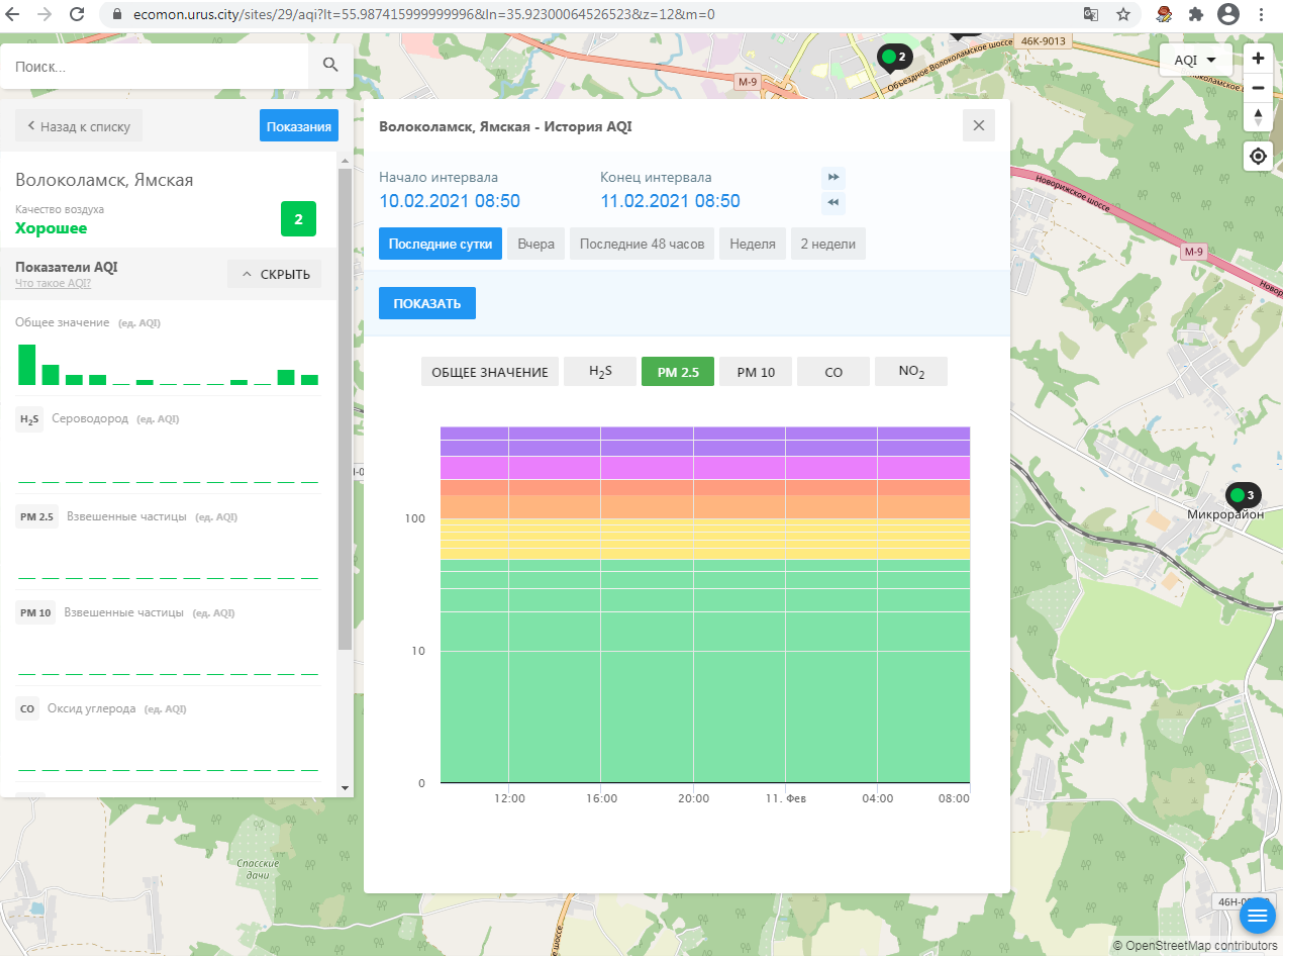 ecomon.urus.city/sites/29/aqi?lt=55.987415999999996&ln=35.92300064526523&z=12&m=0
Поиск...
Назад к списку
Показания
Волоколамск, Ямская
Качество воздуха
Хорошее
2
Показатели AQI
Что такое AQI?
СКРЫТЬ
Общее значение (ед. AQI)
H₂S Сероводород (ед. AQI)
PM 2.5 Взвешенные частицы (ед. AQI)
PM 10 Взвешенные частицы (ед. AQI)
CO Оксид углерода (ед. AQI)
Волоколамск, Ямская - История AQI
Начало интервала
10.02.2021 08:50
Конец интервала
11.02.2021 08:50
Последние сутки
Вчера
Последние 48 часов
Неделя
2 недели
ПОКАЗАТЬ
ОБЩЕЕ ЗНАЧЕНИЕ
H₂S
PM 2.5
PM 10
CO
NO₂
100
10
0
12:00
16:00
20:00
11. Фев
04:00
08:00
AQI
46К-9013
М-9
2
Объездное Волоколамское шоссе
Новорижское шоссе
М-9
3
Микрорайон
Спасские
дачи
© OpenStreetMap contributors